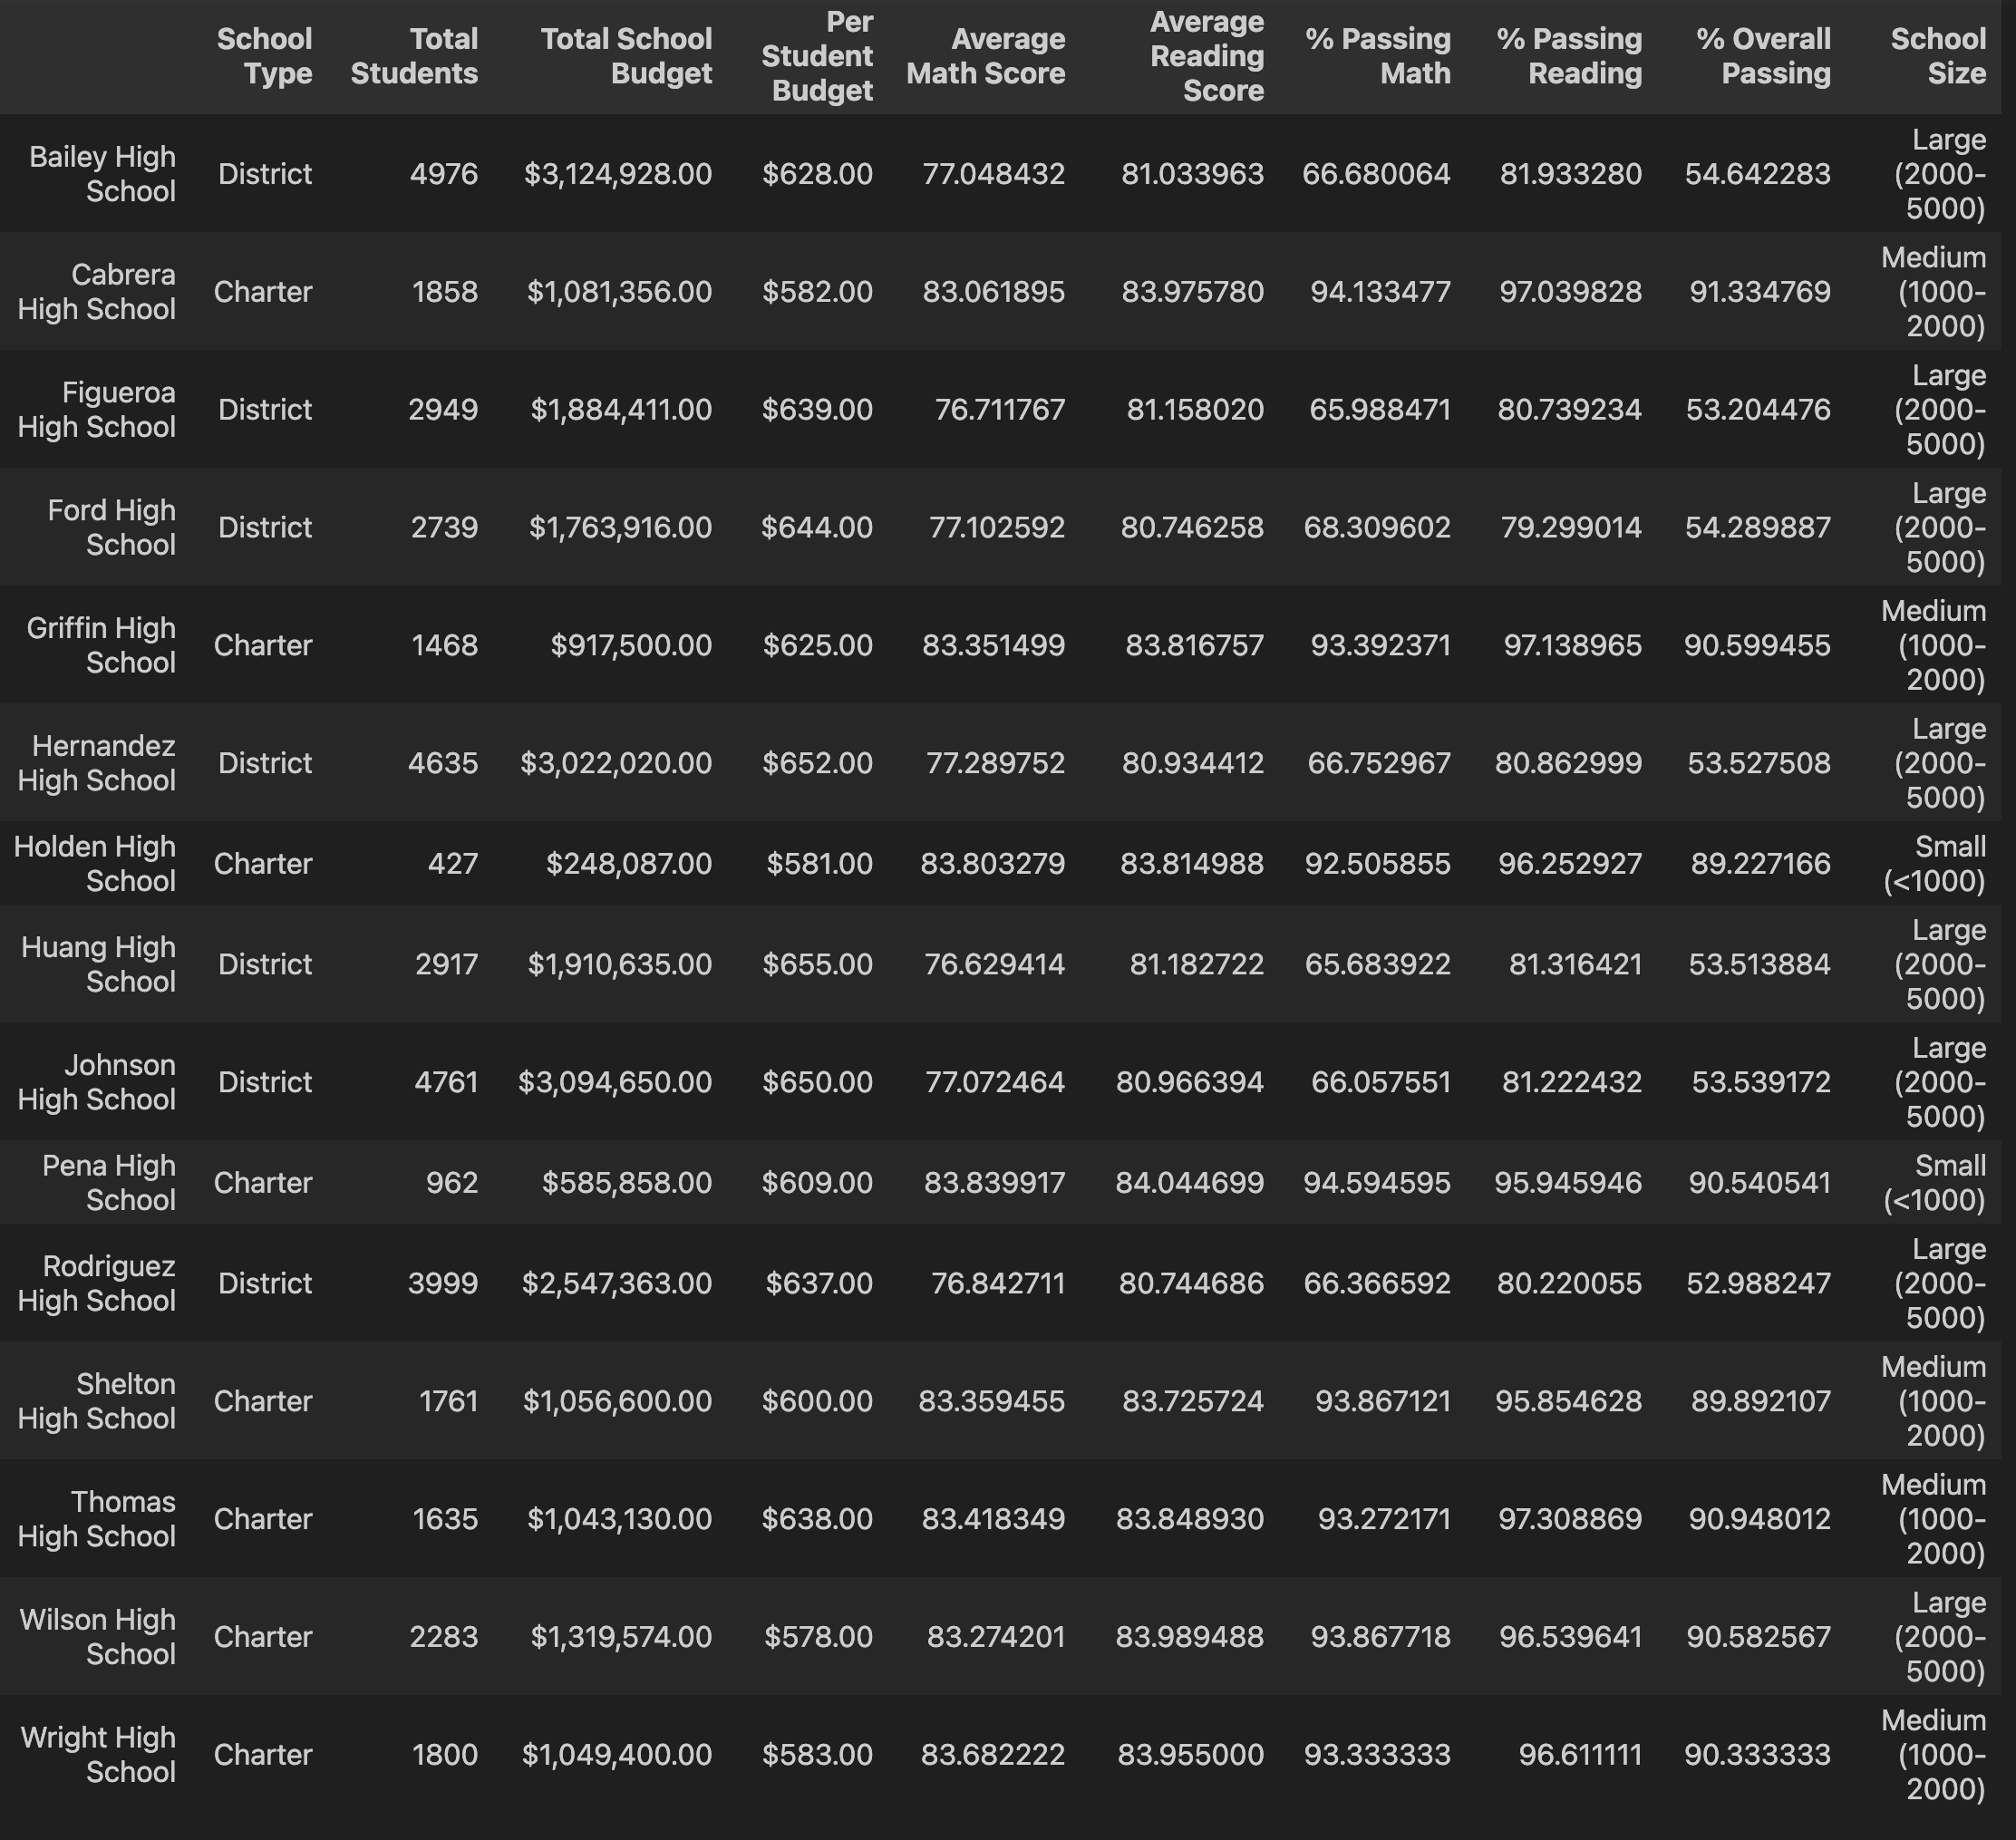 School Type Total Students Total School Budget Per Student Budget Average Math Score Average Reading Score % Passing Math % Passing Reading % Overall Passing School Size
Bailey High School District 4976 $3,124,928.00 $628.00 77.048432 81.033963 66.680064 81.933280 54.642283 Large (2000-5000)
Cabrera High School Charter 1858 $1,081,356.00 $582.00 83.061895 83.975780 94.133477 97.039828 91.334769 Medium (1000-2000)
Figueroa High School District 2949 $1,884,411.00 $639.00 76.711767 81.158020 65.988471 80.739234 53.204476 Large (2000-5000)
Ford High School District 2739 $1,763,916.00 $644.00 77.102592 80.746258 68.309602 79.299014 54.289887 Large (2000-5000)
Griffin High School Charter 1468 $917,500.00 $625.00 83.351499 83.816757 93.392371 97.138965 90.599455 Medium (1000-2000)
Hernandez High School District 4635 $3,022,020.00 $652.00 77.289752 80.934412 66.752967 80.862999 53.527508 Large (2000-5000)
Holden High School Charter 427 $248,087.00 $581.00 83.803279 83.814988 92.505855 96.252927 89.227166 Small (<1000)
Huang High School District 2917 $1,910,635.00 $655.00 76.629414 81.182722 65.683922 81.316421 53.513884 Large (2000-5000)
Johnson High School District 4761 $3,094,650.00 $650.00 77.072464 80.966394 66.057551 81.222432 53.539172 Large (2000-5000)
Pena High School Charter 962 $585,858.00 $609.00 83.839917 84.044699 94.594595 95.945946 90.540541 Small (<1000)
Rodriguez High School District 3999 $2,547,363.00 $637.00 76.842711 80.744686 66.366592 80.220055 52.988247 Large (2000-5000)
Shelton High School Charter 1761 $1,056,600.00 $600.00 83.359455 83.725724 93.867121 95.854628 89.892107 Medium (1000-2000)
Thomas High School Charter 1635 $1,043,130.00 $638.00 83.418349 83.848930 93.272171 97.308869 90.948012 Medium (1000-2000)
Wilson High School Charter 2283 $1,319,574.00 $578.00 83.274201 83.989488 93.867718 96.539641 90.582567 Large (2000-5000)
Wright High School Charter 1800 $1,049,400.00 $583.00 83.682222 83.955000 93.333333 96.611111 90.333333 Medium (1000-2000)